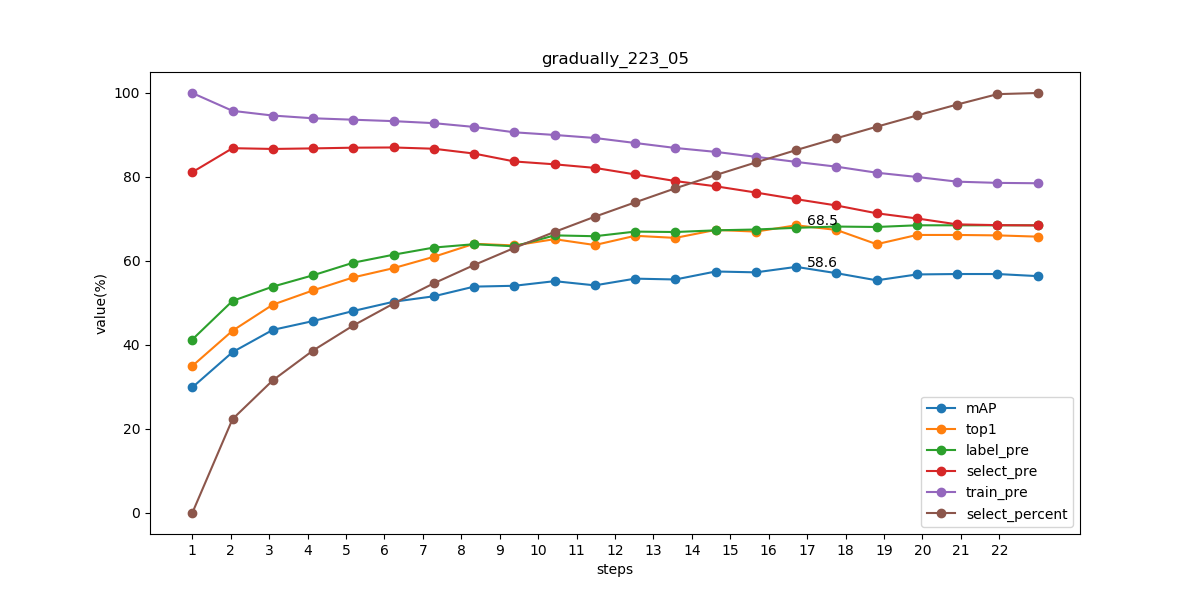 gradually_223_05
value(%)
100
80
60
40
20
0
68.5
58.6
mAP
top1
label_pre
select_pre
train_pre
select_percent
1 2 3 4 5 6 7 8 9 10 11 12 13 14 15 16 17 18 19 20 21 22
steps